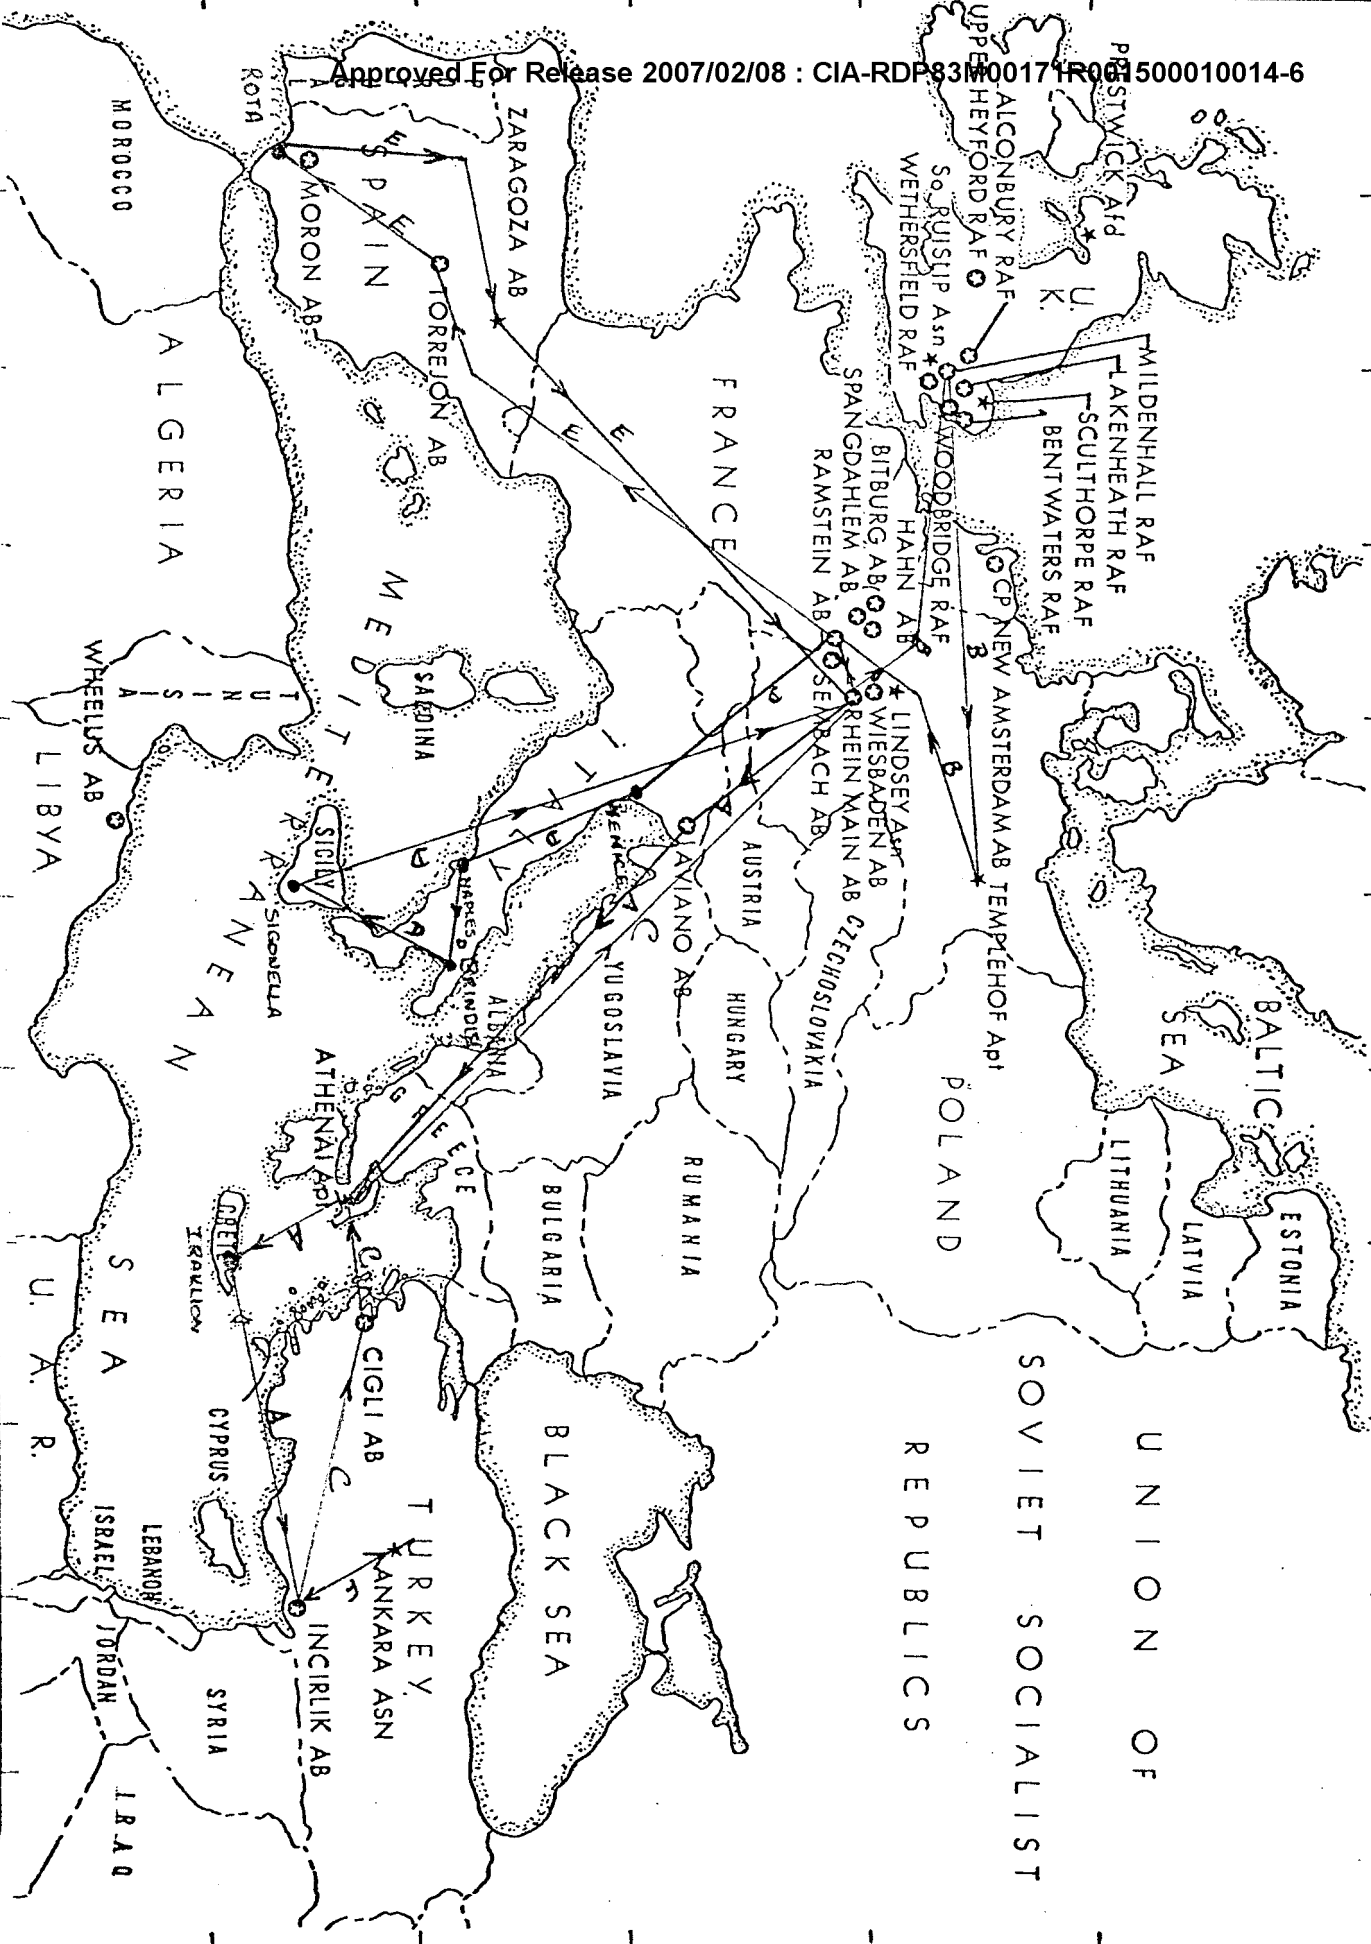 Approved For Release 2007/02/08 : CIA-RDP83M00171R001500010014-6
PRESTWICK Afd
U.
K.
UPPER HEYFORD RAF
ALCONBURY RAF
So RUISLIP Asn
WETHERSFIELD RAF
MILDENHALL RAF
LAKENHEATH RAF
SCULTHORPE RAF
BENTWATERS RAF
WOODBRIDGE RAF
CP NEW AMSTERDAM AB
TEMPLEHOF Apt
HAHN AB
BITBURG AB
SPANGDAHLEM AB
RAMSTEIN AB
LINDSEY Asn
WIESBADEN AB
RHEIN MAIN AB
SEMBACH AB
B
B
B
BALTIC
SEA
ESTONIA
LATVIA
LITHUANIA
POLAND
UNION OF
SOVIET SOCIALIST
REPUBLICS
CZECHOSLOVAKIA
AUSTRIA
HUNGARY
RUMANIA
YUGOSLAVIA
BULGARIA
ALBANIA
GREECE
FRANCE
E
E
ZARAGOZA AB
SPAIN
E
E
TORREJON AB
MORON AB
ROTA
ITALY
AVIANO AB
VENICE
NAPLES
BRINDISI
D
D
D
D
D
A
A
C
SARDINA
SICILY
SIGONELLA
MEDITERRANEAN
SEA
MOROCCO
ALGERIA
TUNISIA
LIBYA
WHEELUS AB
U. A. R.
ATHENAI Apt
CRETE
IRAKLION
A
A
C
C
CIGLI AB
BLACK SEA
TURKEY
ANKARA ASN
F
INCIRLIK AB
CYPRUS
LEBANON
ISRAEL
JORDAN
SYRIA
IRAQ